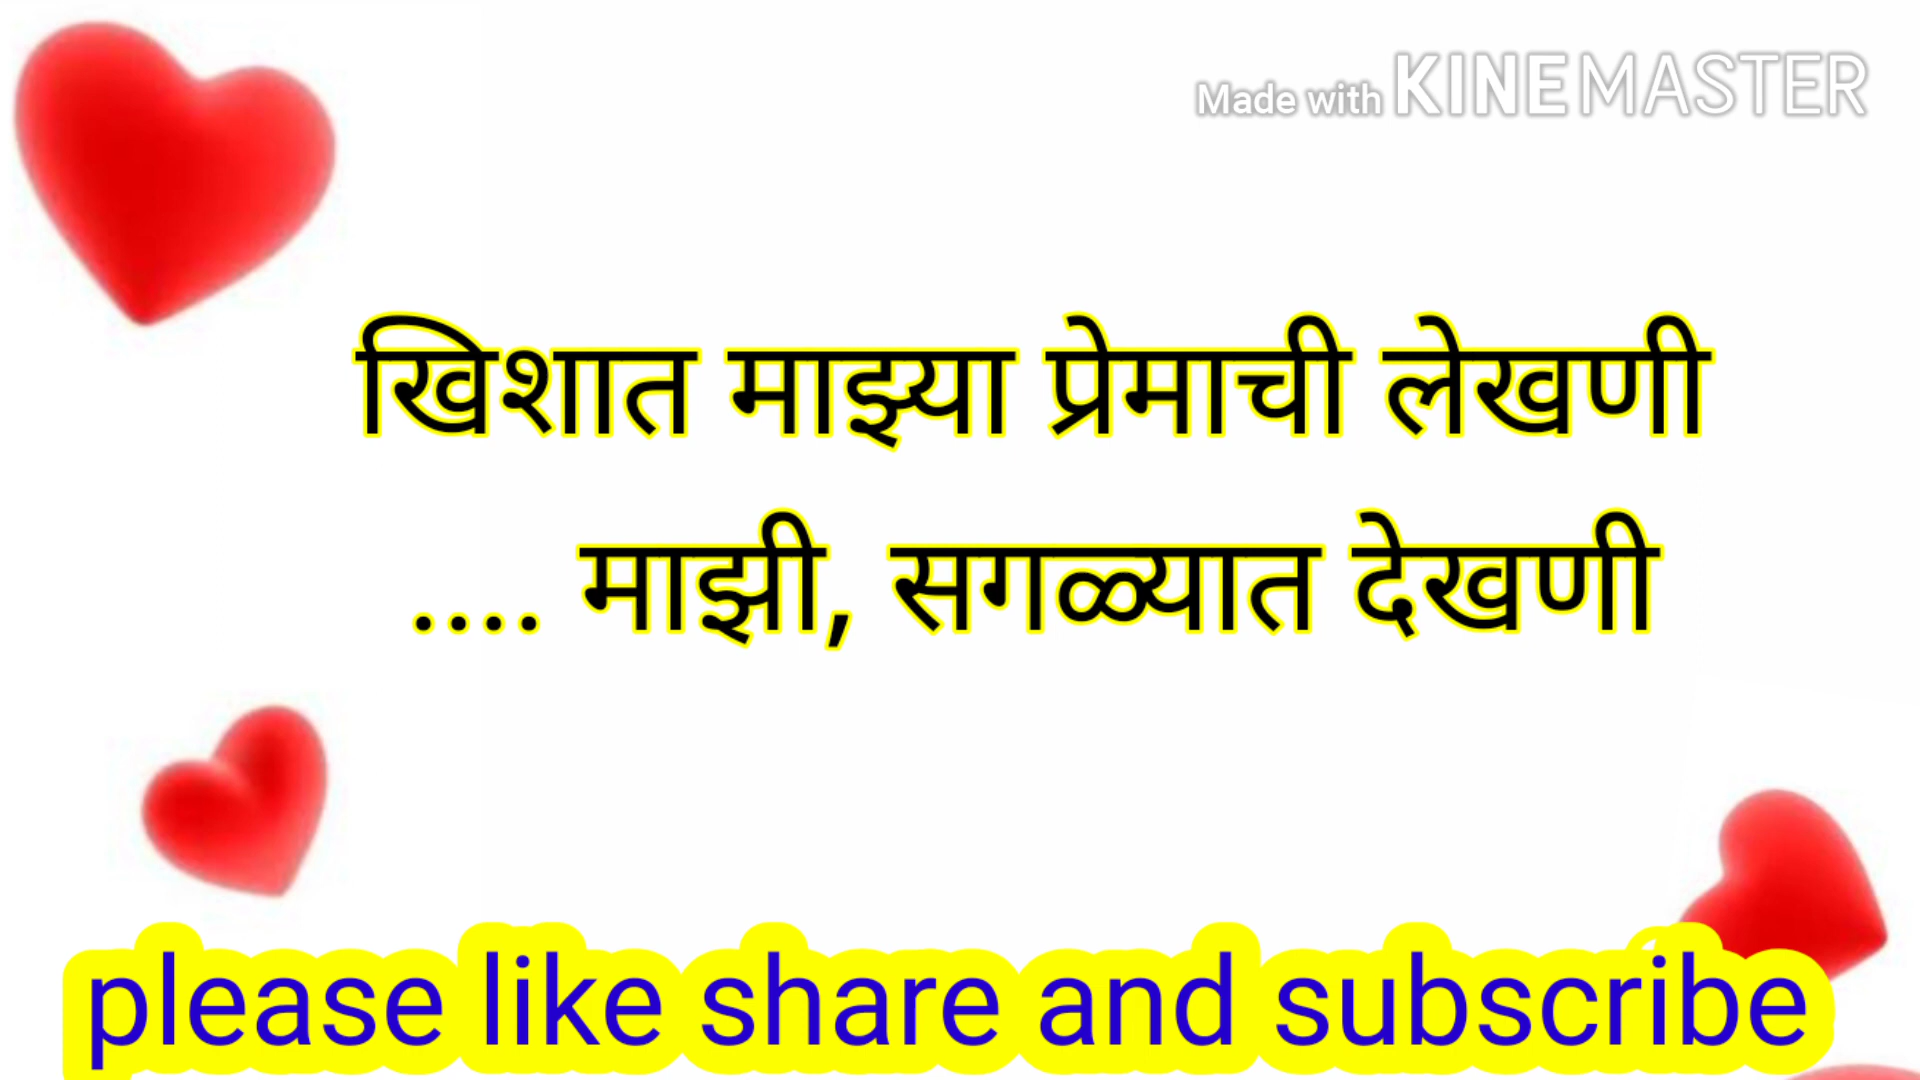 Made with KINEMASTER
खिशात माझ्या प्रेमाची लेखणी
.... माझी, सगळ्यात देखणी
please like share and subscribe